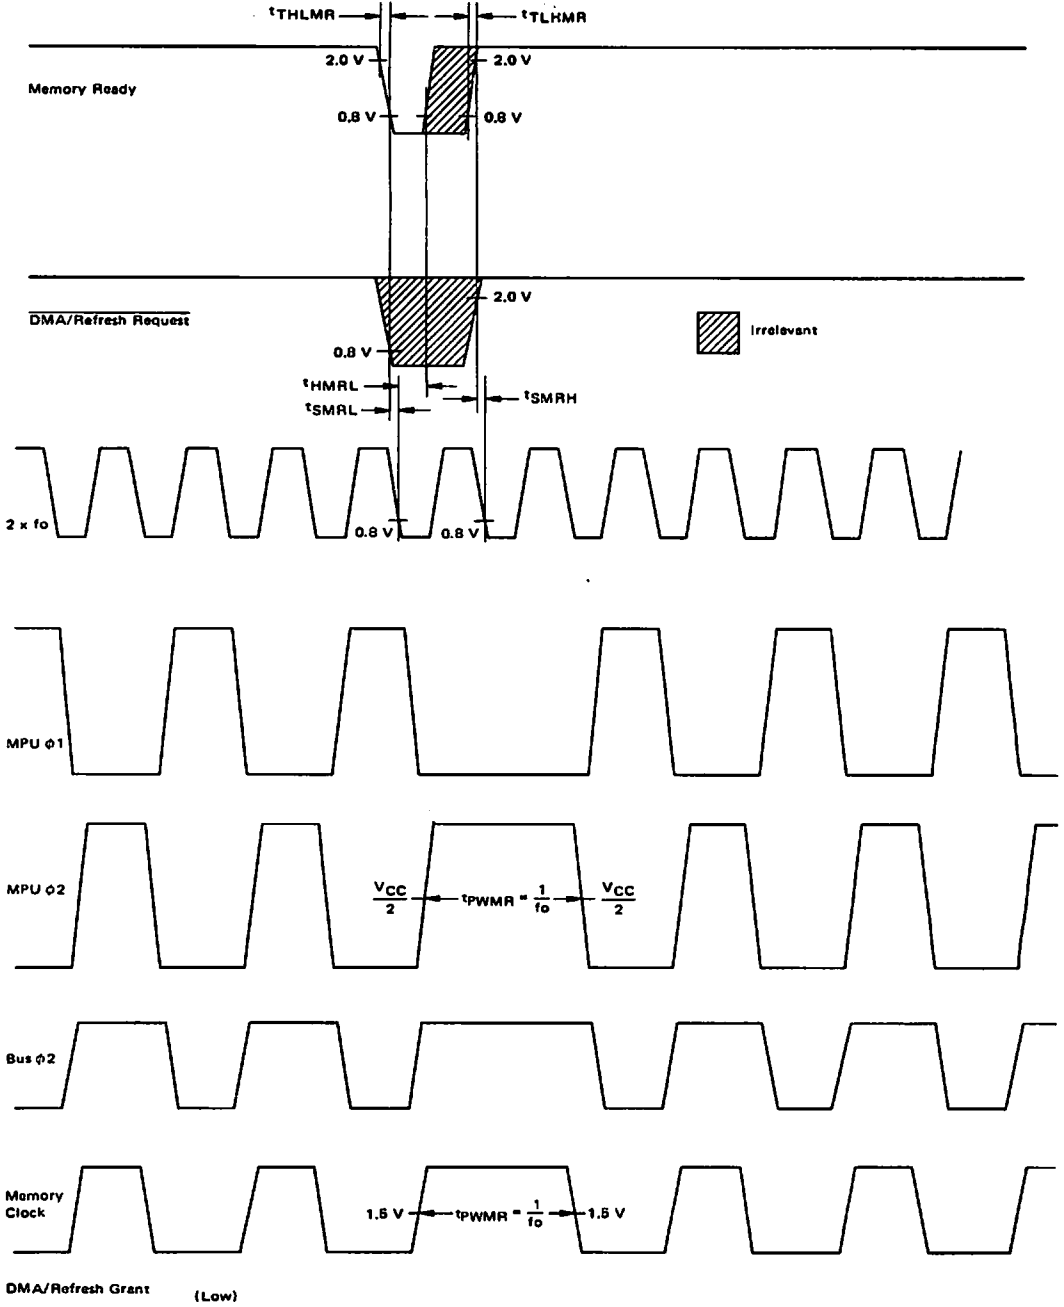 tTHLMR
tTLHMR
2.0 V
2.0 V
Memory Ready
0.8 V
0.8 V
2.0 V
DMA/Refresh Request
Irrelevant
0.8 V
tHMRL
tSMRL
tSMRH
2 x fo
0.8 V
0.8 V
MPU φ1
MPU φ2
VCC/2
tPWMR = 1/fo
VCC/2
Bus φ2
Memory
Clock
1.5 V
tPWMR = 1/fo
1.5 V
DMA/Refresh Grant
(Low)